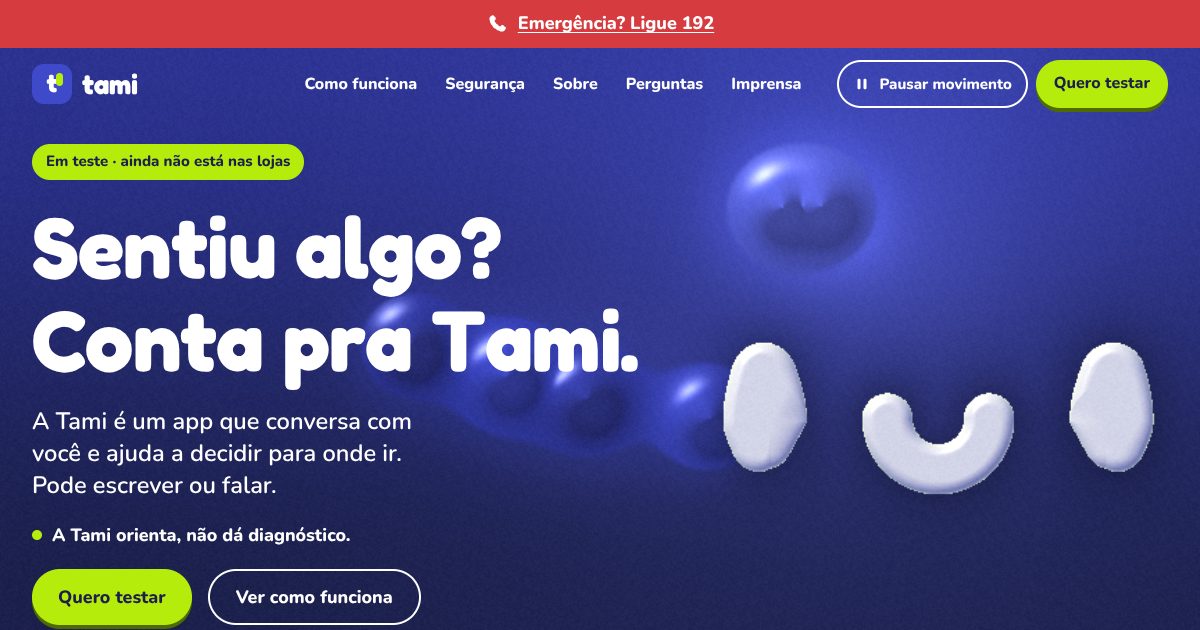 Emergência? Ligue 192
t tami
Como funciona
Segurança
Sobre
Perguntas
Imprensa
Pausar movimento
Quero testar
Em teste · ainda não está nas lojas
Sentiu algo?
Conta pra Tami.
A Tami é um app que conversa com
você e ajuda a decidir para onde ir.
Pode escrever ou falar.
A Tami orienta, não dá diagnóstico.
Quero testar
Ver como funciona